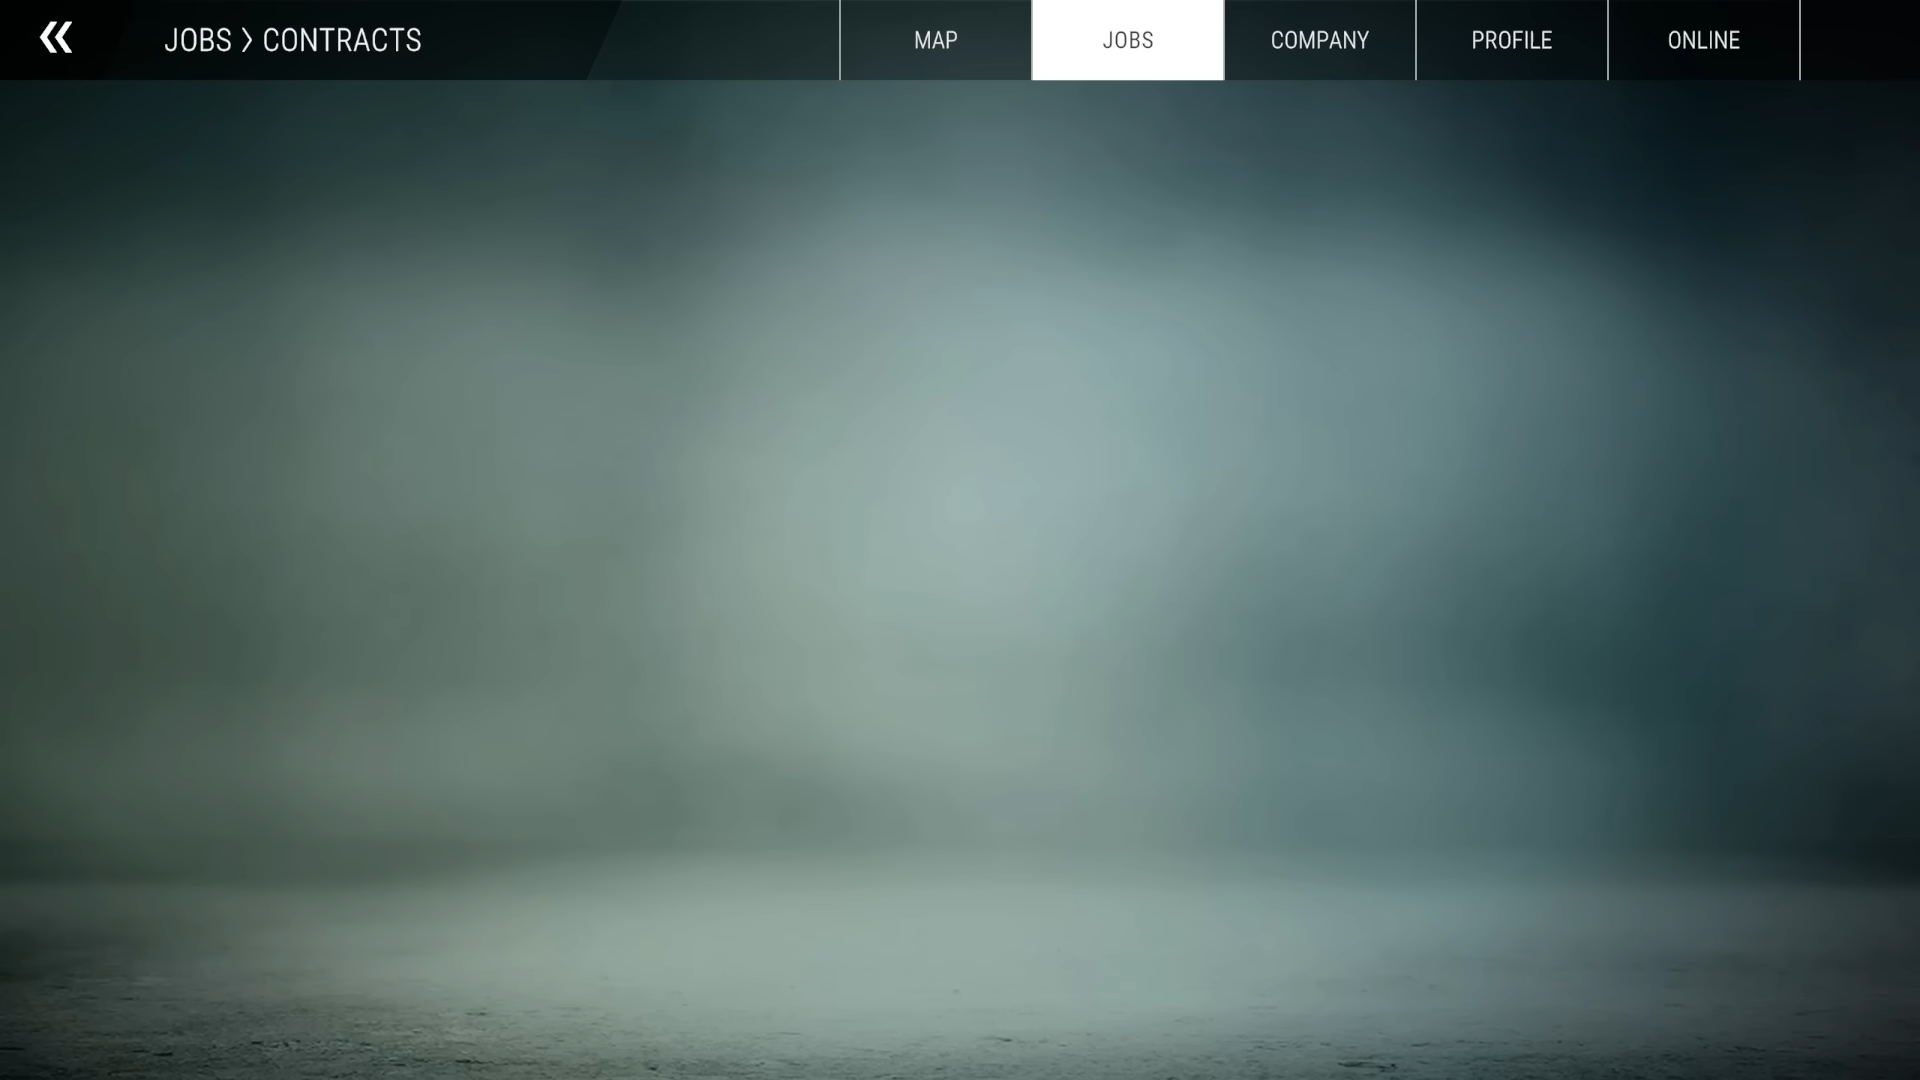 JOBS > CONTRACTS
MAP
JOBS
COMPANY
PROFILE
ONLINE